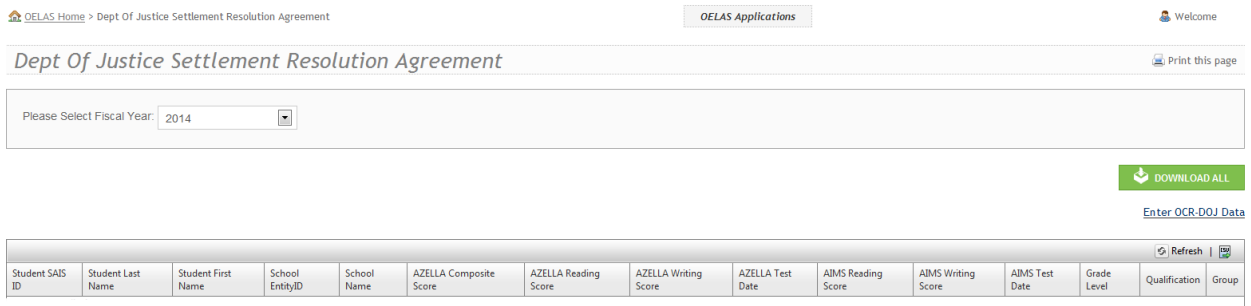 OELAS Home > Dept Of Justice Settlement Resolution Agreement
OELAS Applications
Welcome
Dept Of Justice Settlement Resolution Agreement
Print this page
Please Select Fiscal Year: 2014
DOWNLOAD ALL
Enter OCR-DOJ Data
Refresh |
Student SAIS ID
Student Last Name
Student First Name
School EntityID
School Name
AZELLA Composite Score
AZELLA Reading Score
AZELLA Writing Score
AZELLA Test Date
AIMS Reading Score
AIMS Writing Score
AIMS Test Date
Grade Level
Qualification
Group